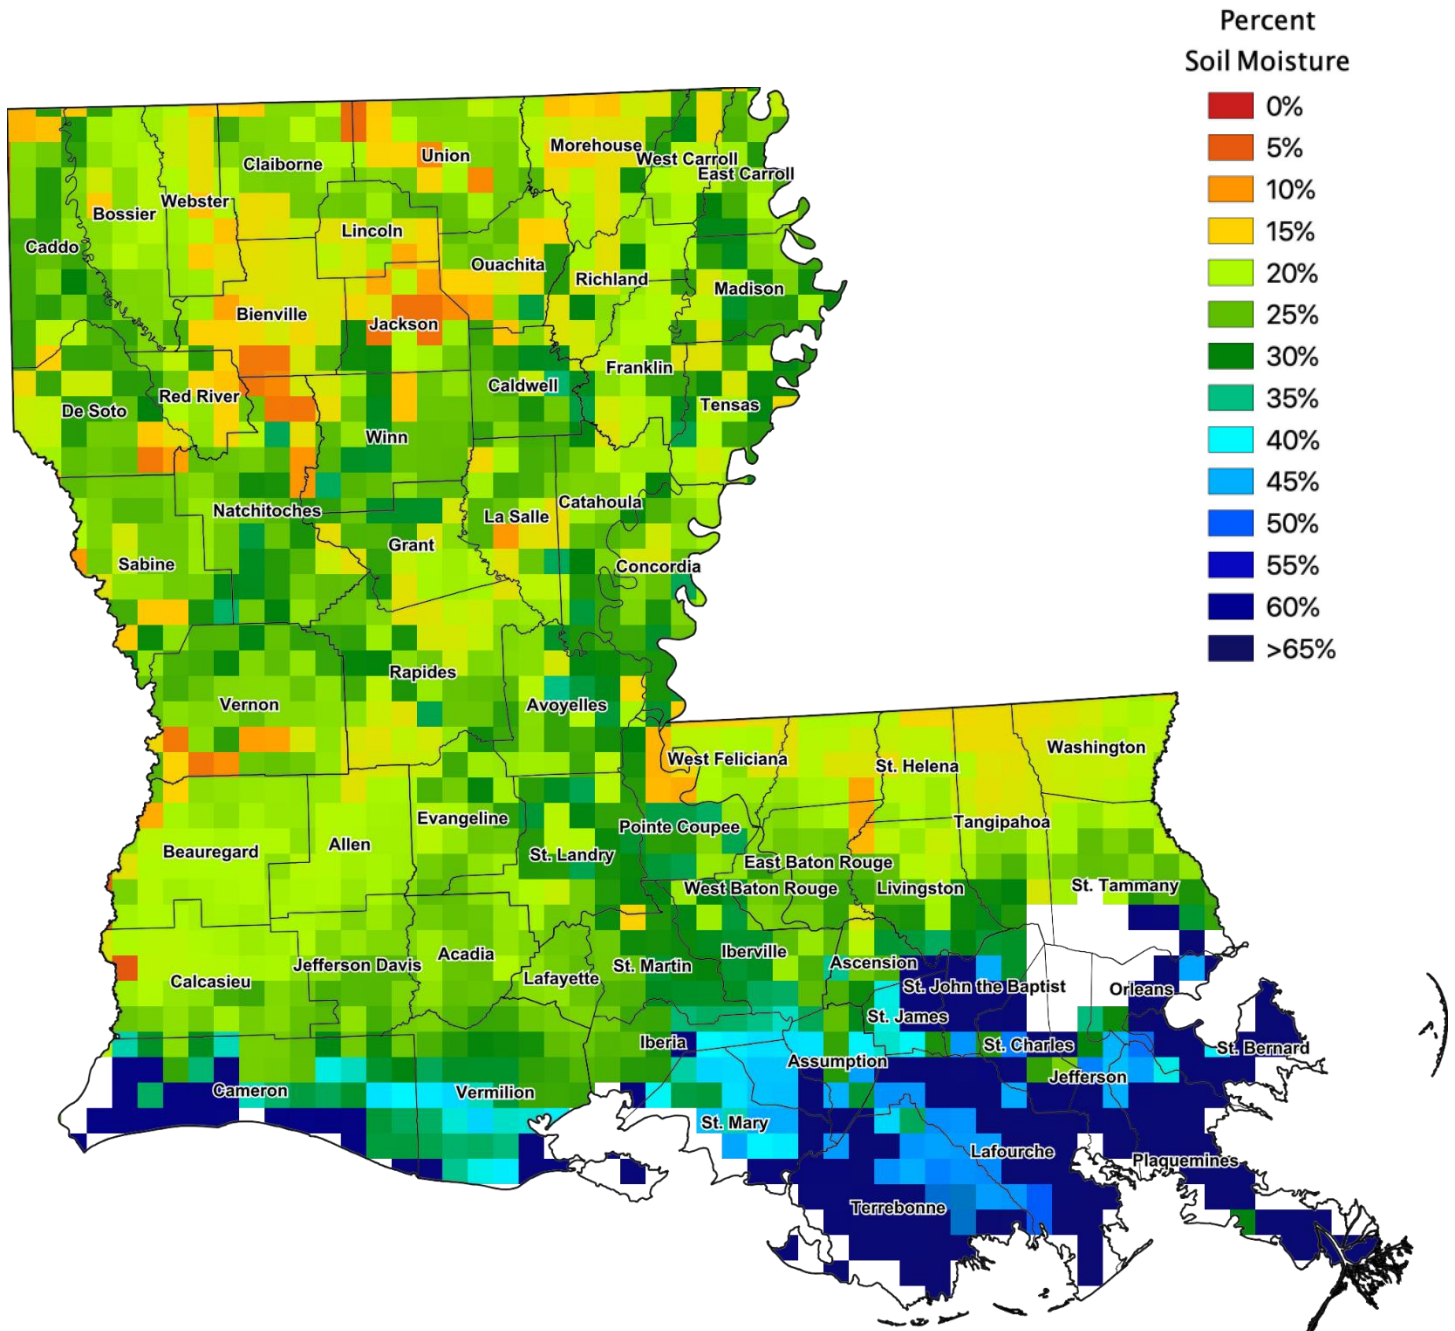 Percent
Soil Moisture
0%
5%
10%
15%
20%
25%
30%
35%
40%
45%
50%
55%
60%
>65%
Morehouse
Union
West Carroll
Claiborne
East Carroll
Webster
Bossier
Lincoln
Caddo
Ouachita
Richland
Madison
Bienville
Jackson
Franklin
Caldwell
Red River
Tensas
De Soto
Winn
Catahoula
Natchitoches
La Salle
Grant
Sabine
Concordia
Rapides
Vernon
Avoyelles
Washington
West Feliciana
St. Helena
Evangeline
Tangipahoa
Pointe Coupee
Allen
Beauregard
St. Landry
East Baton Rouge
St. Tammany
West Baton Rouge
Livingston
Iberville
Acadia
Ascension
Jefferson Davis
St. Martin
Lafayette
Calcasieu
St. John the Baptist
Orleans
St. James
Iberia
St. Charles
St. Bernard
Assumption
Jefferson
Cameron
Vermilion
St. Mary
Lafourche
Plaquemines
Terrebonne